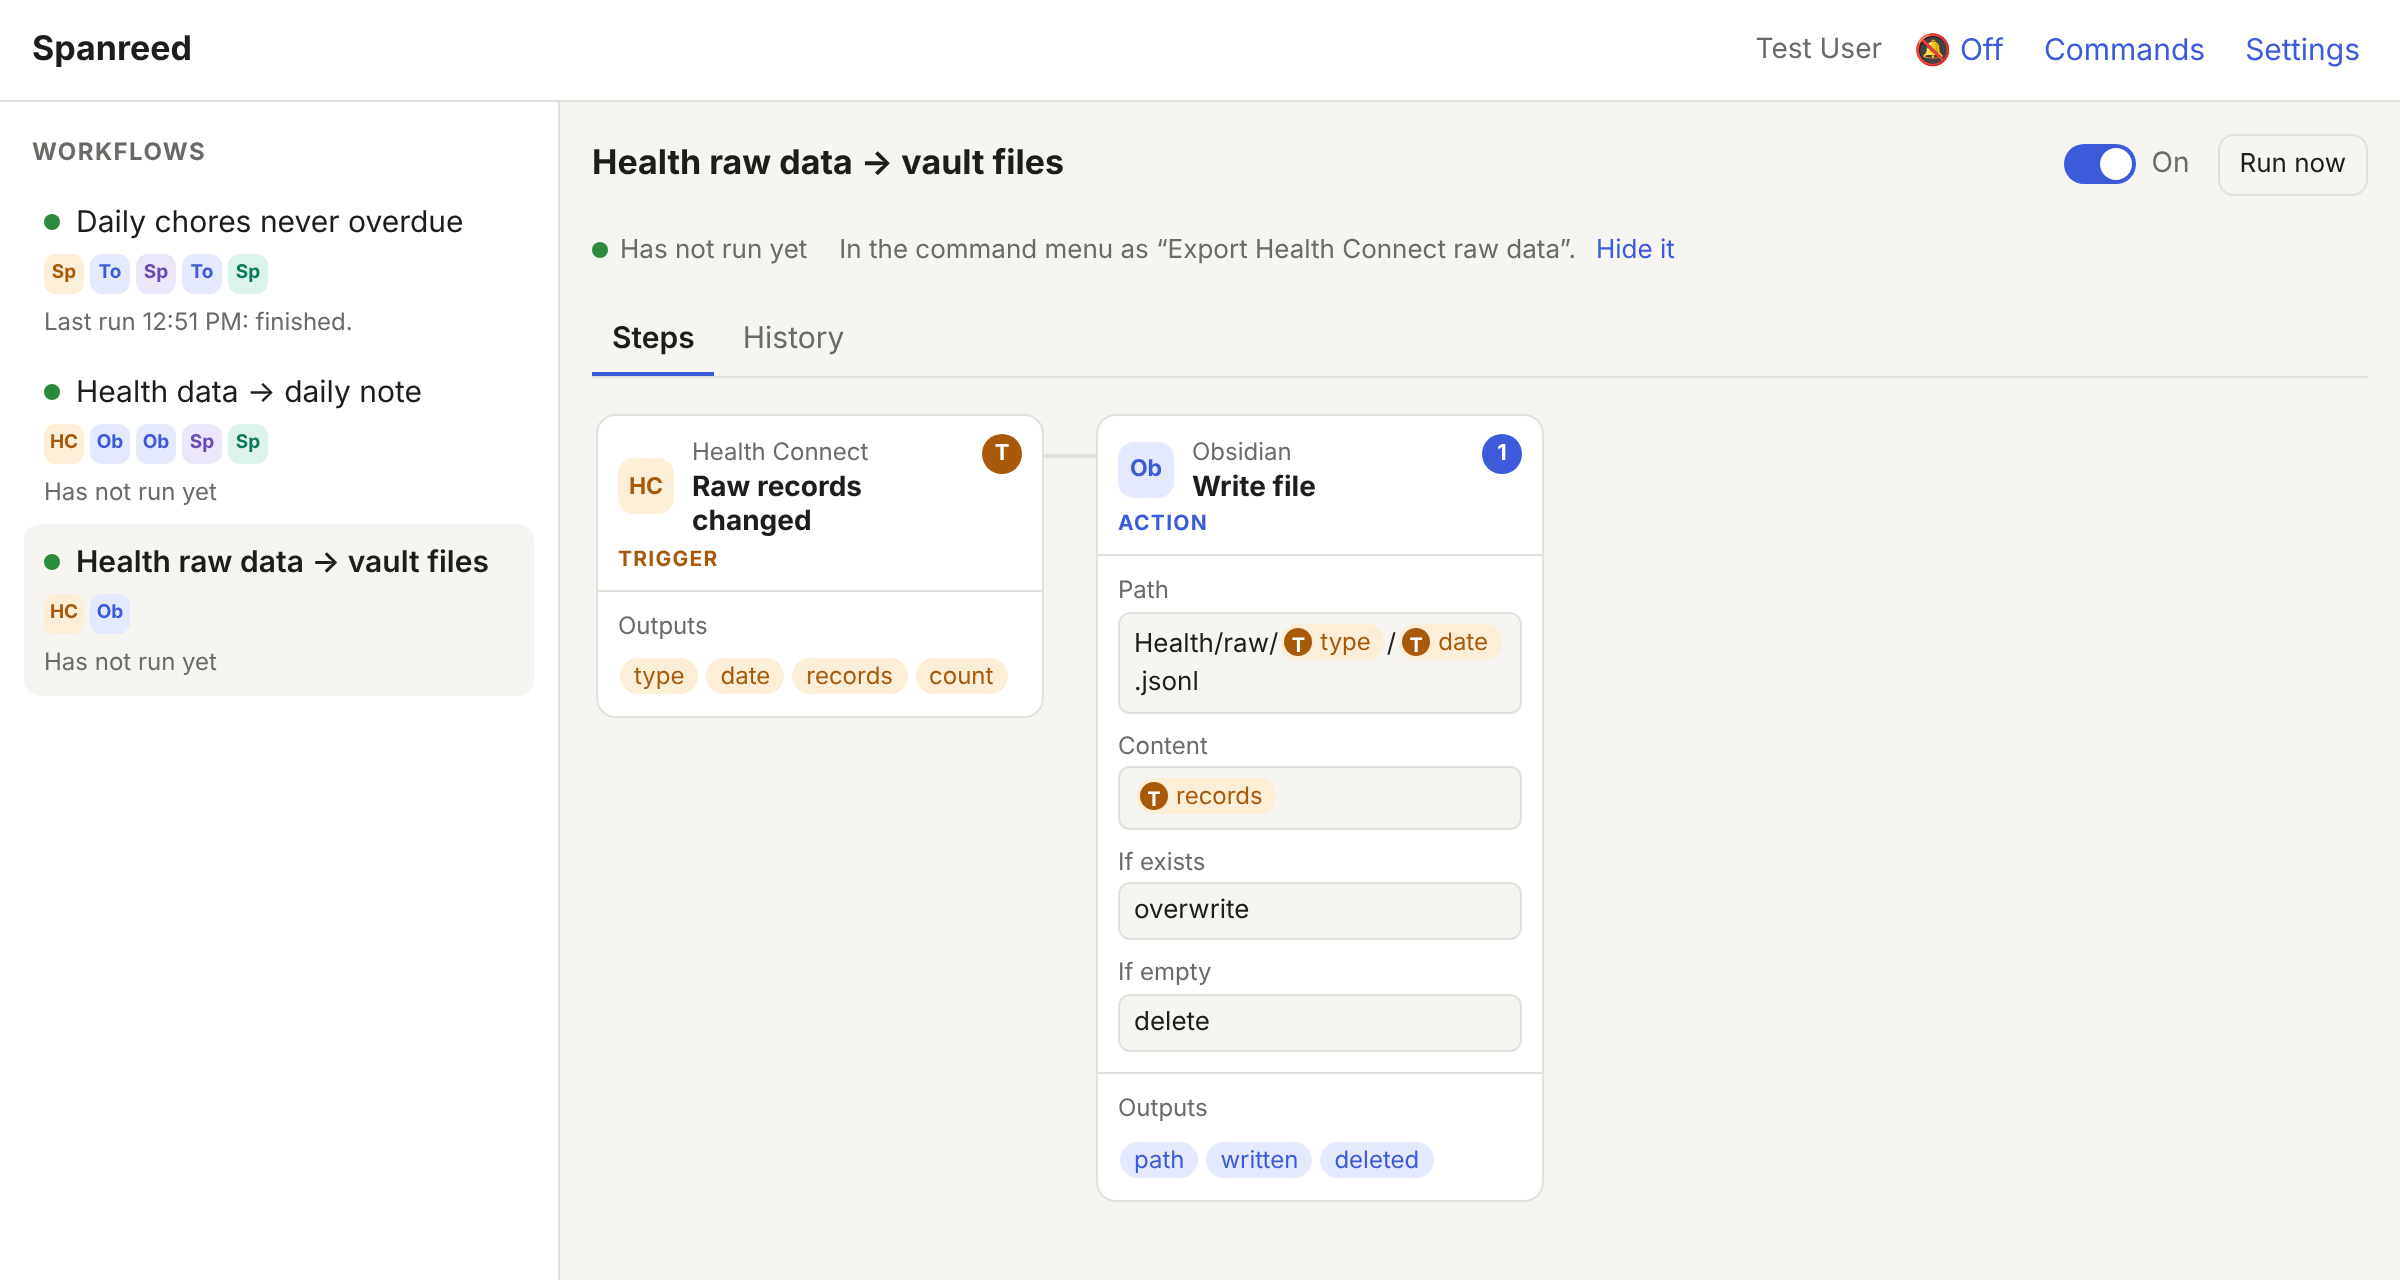 Spanreed
Test User
Off
Commands
Settings
WORKFLOWS
Daily chores never overdue
Sp To Sp To Sp
Last run 12:51 PM: finished.
Health data → daily note
HC Ob Ob Sp Sp
Has not run yet
Health raw data → vault files
HC Ob
Has not run yet
Health raw data → vault files
On
Run now
Has not run yet
In the command menu as “Export Health Connect raw data”. Hide it
Steps
History
Health Connect
T
HC
Raw records
changed
TRIGGER
Outputs
type date records count
Obsidian
1
Ob
Write file
ACTION
Path
Health/raw/ T type / T date
.jsonl
Content
T records
If exists
overwrite
If empty
delete
Outputs
path written deleted